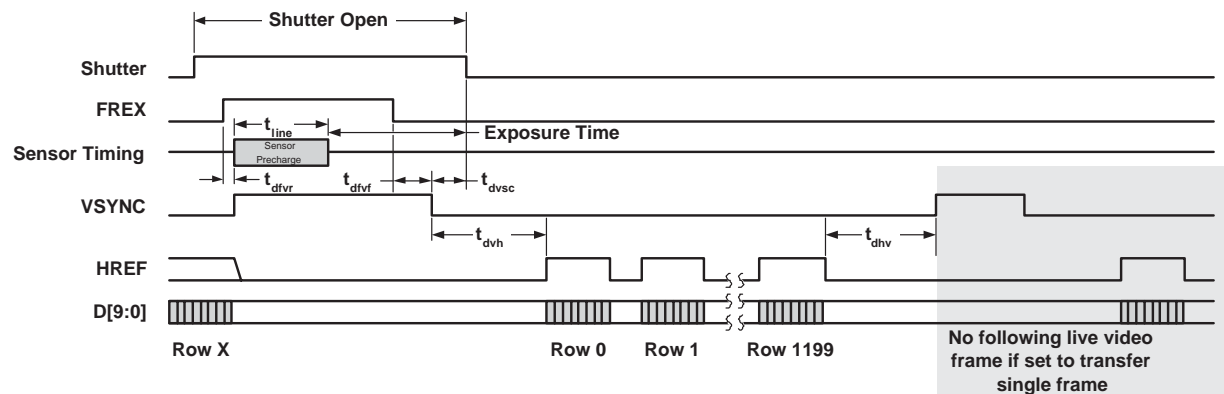 Shutter Open
Shutter
FREX
tline
Exposure Time
Sensor Timing
Sensor
Precharge
tdfvr
tdfvf
tdvsc
VSYNC
tdvh
tdhv
HREF
D[9:0]
Row X
Row 0
Row 1
Row 1199
No following live video
frame if set to transfer
single frame